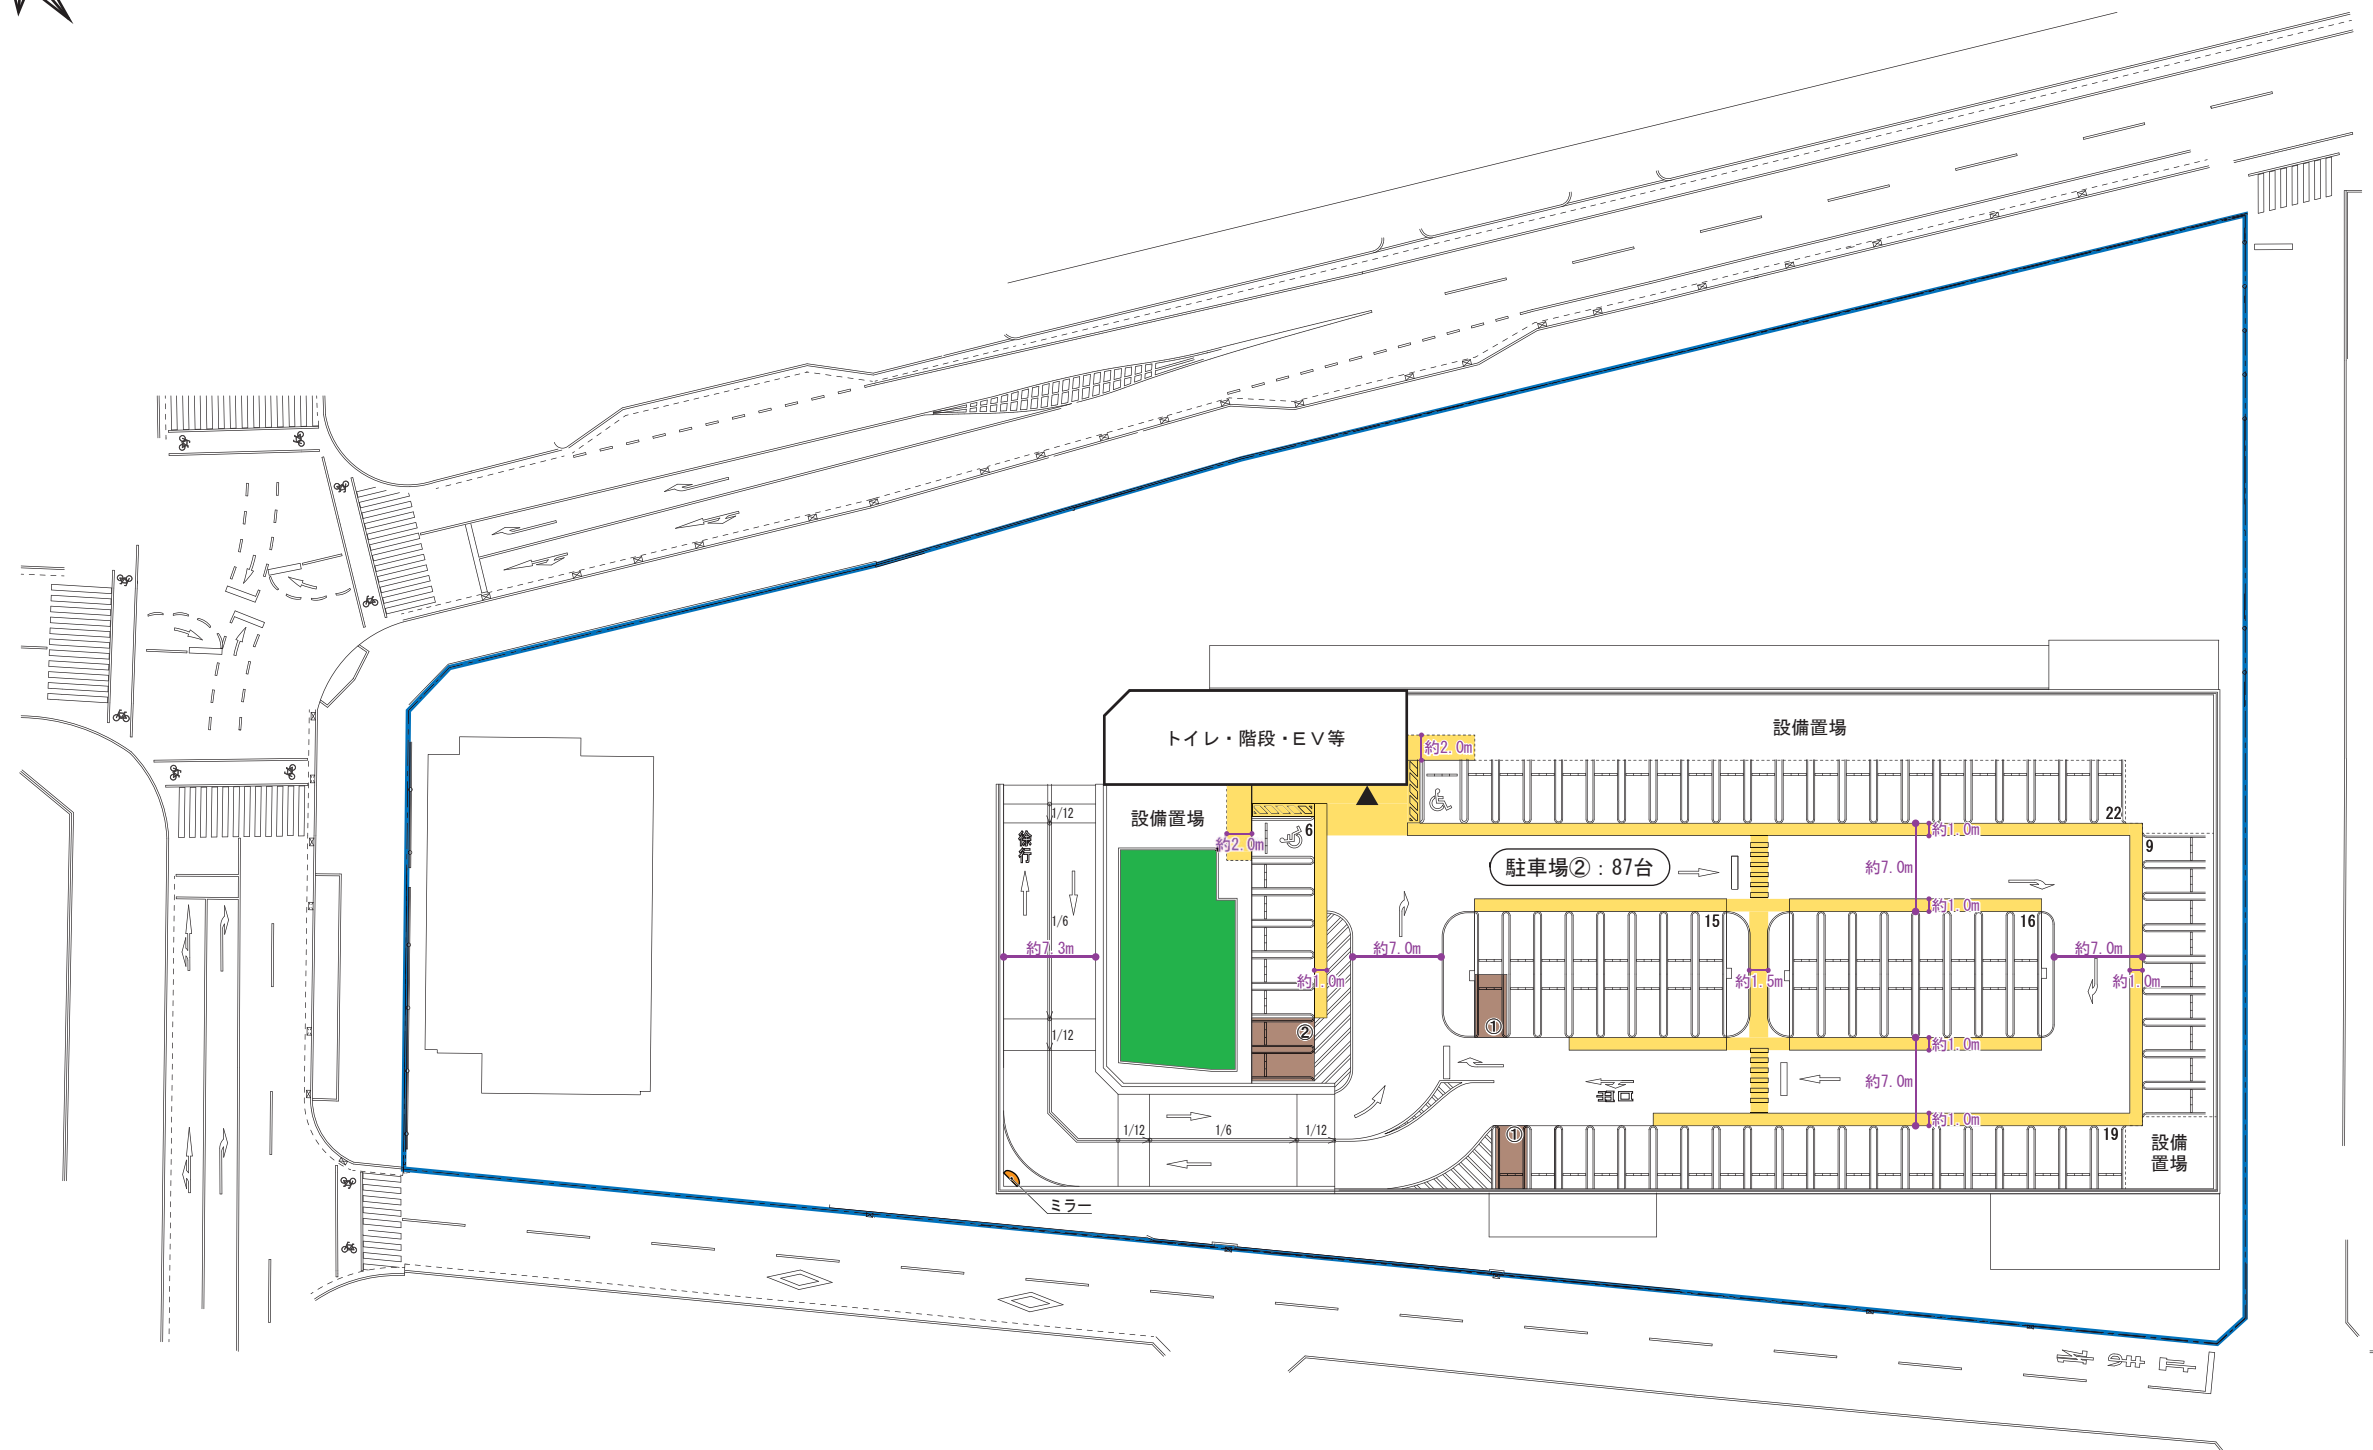 トイレ・階段・EV等
設備置場
約2.0m
1/12
設備置場
22
徐行
6
約1.0m
約2.0m
9
駐車場②:87台
約7.0m
約1.0m
1/6
15
16
約7.3m
約7.0m
約7.0m
約1.0m
約1.5m
約1.0m
①
②
1/12
約1.0m
約7.0m
出口
約1.0m
1/12
1/6
1/12
①
19
設備
置場
ミラー
止まれ